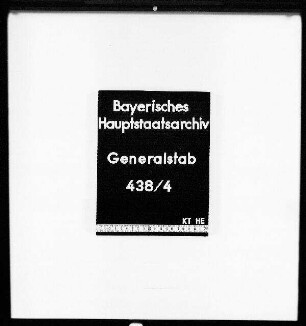 Bayerisches
Hauptstaatsarchiv
Generalstab
438/4
KT HE